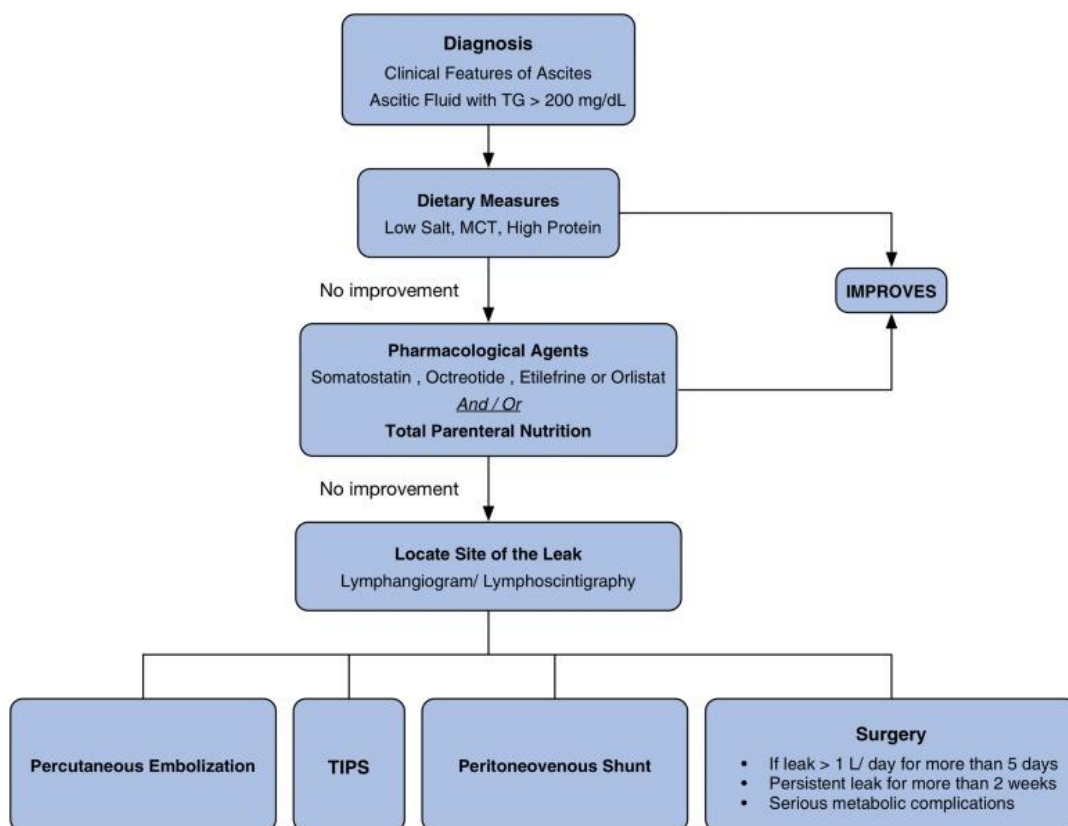 Diagnosis
Clinical Features of Ascites
Ascitic Fluid with TG > 200 mg/dL
Dietary Measures
Low Salt, MCT, High Protein
IMPROVES
No improvement
Pharmacological Agents
Somatostatin , Octreotide , Etilefrine or Orlistat
And / Or
Total Parenteral Nutrition
No improvement
Locate Site of the Leak
Lymphangiogram/ Lymphoscintigraphy
Percutaneous Embolization
TIPS
Peritoneovenous Shunt
Surgery
• If leak > 1 L/ day for more than 5 days
• Persistent leak for more than 2 weeks
• Serious metabolic complications